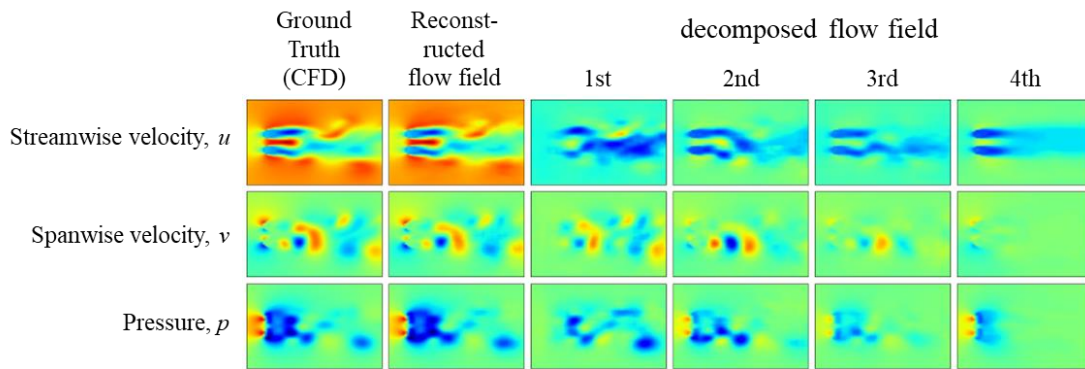 Ground
Truth
(CFD)
Reconst-
ructed
flow field
decomposed flow field
1st
2nd
3rd
4th
Streamwise velocity, u
Spanwise velocity, v
Pressure, p